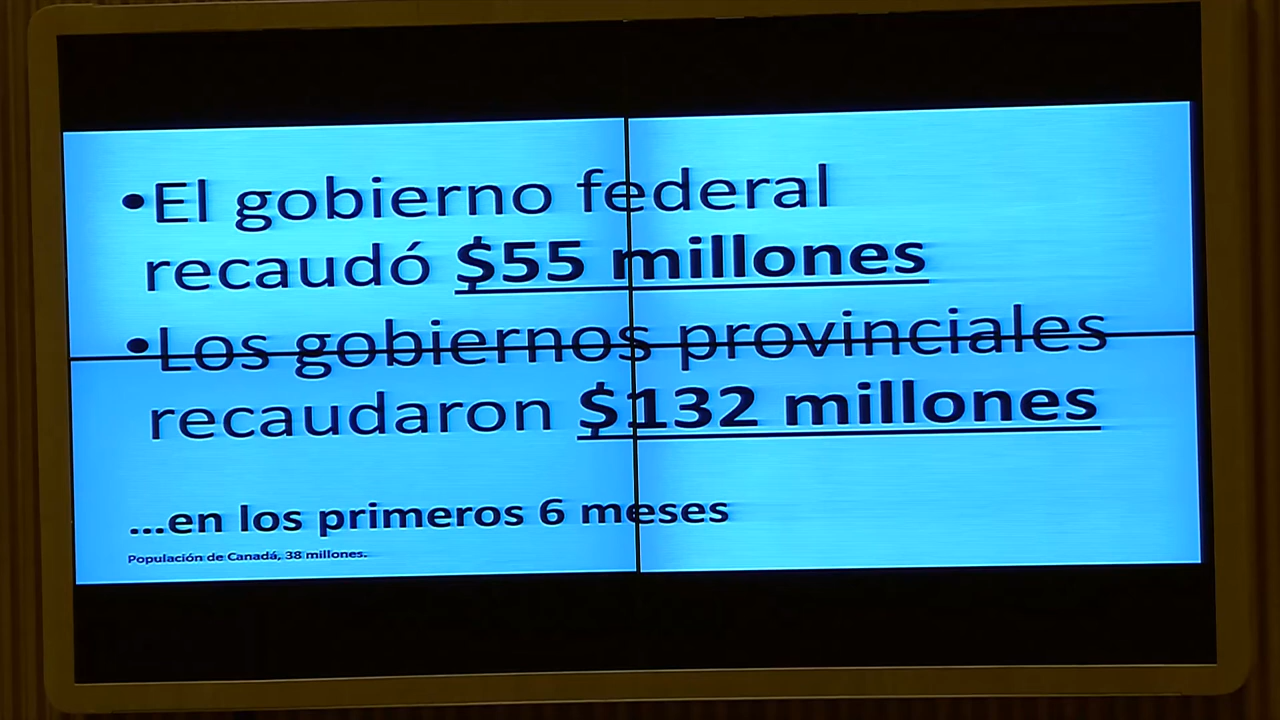 •El gobierno federal
recaudó $55 millones
•Los gobiernos provinciales
recaudaron $132 millones
...en los primeros 6 meses
Población de Canadá, 38 millones.